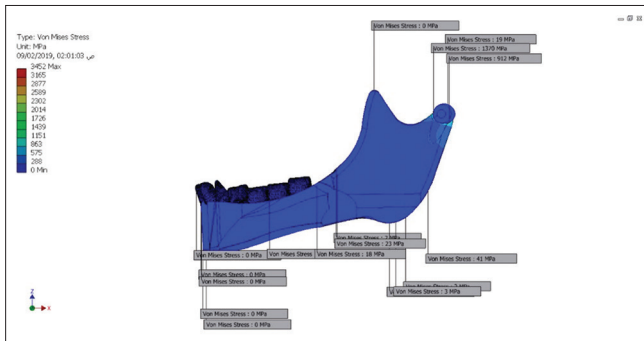 Type: Von Mises Stress
Unit: MPa
09/02/2019, 02:01:03 ص
3452 Max
3165
2877
2589
2302
2014
1726
1439
1151
863
575
288
0 Min
Von Mises Stress : 0 MPa
Von Mises Stress : 19 MPa
Von Mises Stress : 1370 MPa
Von Mises Stress : 912 MPa
Von Mises Stress : 23 MPa
Von Mises Stress : 0 MPa
Von Mises Stress
Von Mises Stress : 18 MPa
Von Mises Stress : 41 MPa
Von Mises Stress : 0 MPa
Von Mises Stress : 0 MPa
Von Mises Stress : 3 MPa
Von Mises Stress : 0 MPa
Von Mises Stress : 0 MPa
Z
X